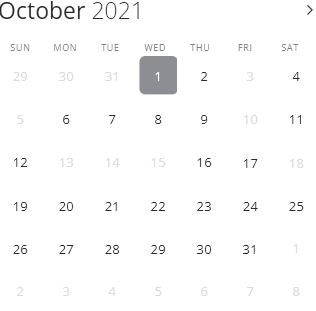 October 2021
SUN MON TUE WED THU FRI SAT
29 30 31 1 2 3 4
5 6 7 8 9 10 11
12 13 14 15 16 17 18
19 20 21 22 23 24 25
26 27 28 29 30 31 1
2 3 4 5 6 7 8